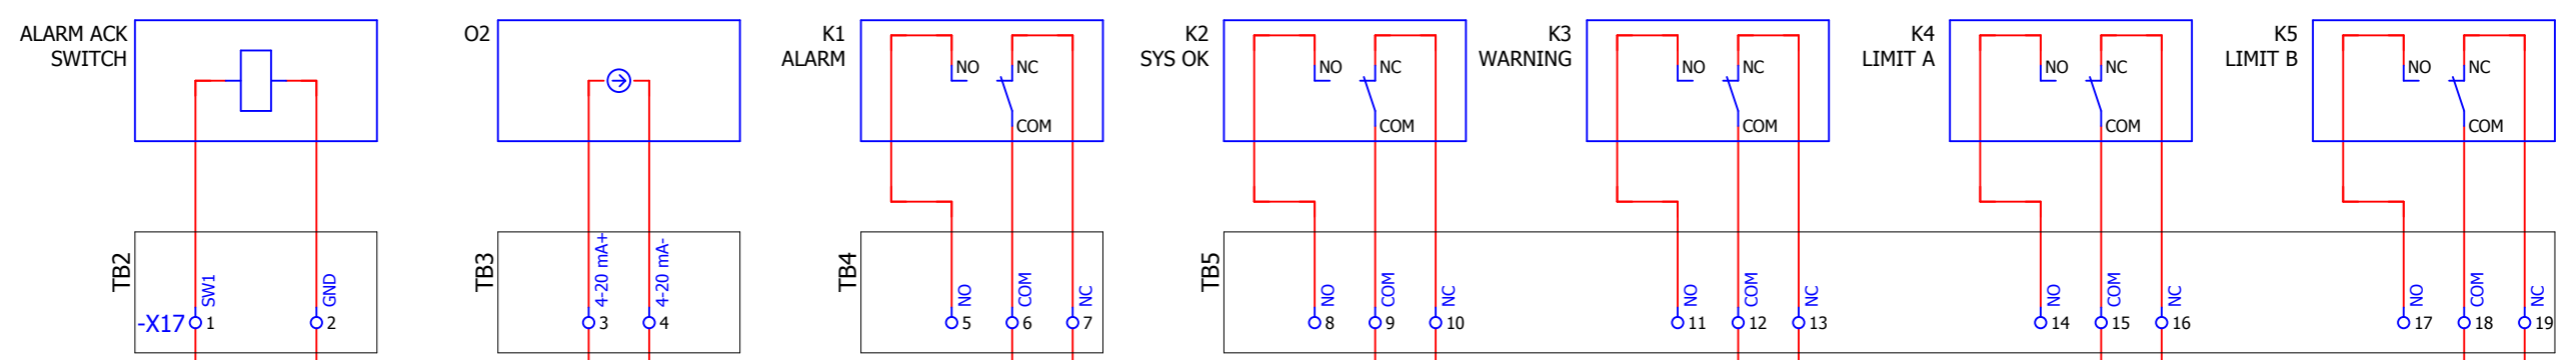 ALARM ACK
SWITCH
O2
K1
ALARM
NO
NC
COM
K2
SYS OK
NO
NC
COM
K3
WARNING
NO
NC
COM
K4
LIMIT A
NO
NC
COM
K5
LIMIT B
NO
NC
COM
TB2
-X17
SW1
1
GND
2
TB3
4-20 mA+
3
4-20 mA-
4
TB4
NO
5
COM
6
NC
7
TB5
NO
8
COM
9
NC
10
NO
11
COM
12
NC
13
NO
14
COM
15
NC
16
NO
17
COM
18
NC
19